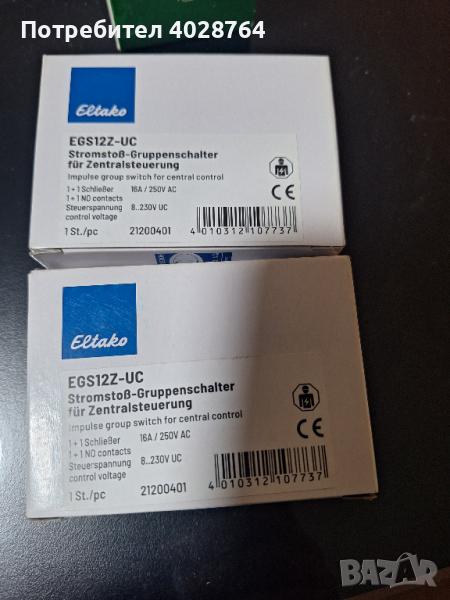 Потребител 4028764
Eltako
EGS12Z-UC
Stromstoß-Gruppenschalter
für Zentralsteuerung
Impulse group switch for central control
1+1 Schließer 16A / 250V AC
1+1 NO contacts
Steuerspannung 8..230V UC
control voltage
1 St./pc 21200401
4 010312 107737
Eltako
EGS12Z-UC
Stromstoß-Gruppenschalter
für Zentralsteuerung
Impulse group switch for central control
1+1 Schließer 16A / 250V AC
1+1 NO contacts
Steuerspannung 8..230V UC
control voltage
1 St./pc 21200401
4 010312 107737
BAZAR